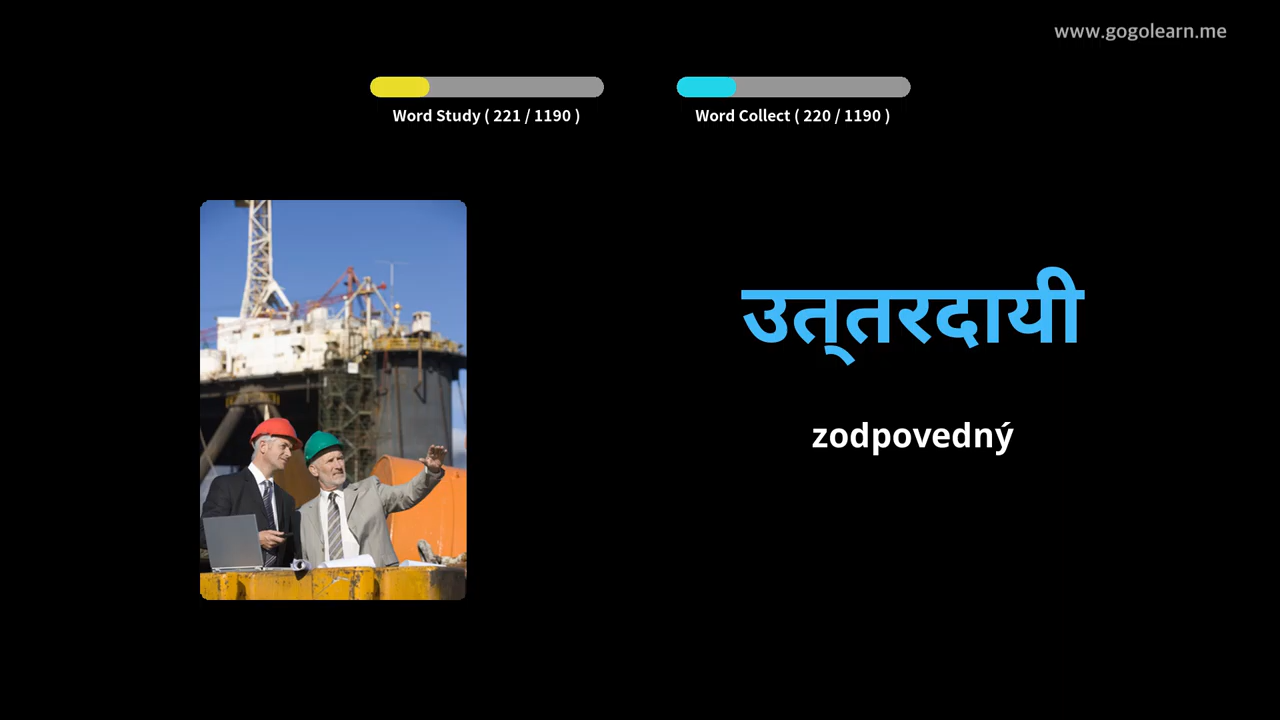 www.gogolearn.me
Word Study ( 221 / 1190 )
Word Collect ( 220 / 1190 )
उत्तरदायी
zodpovedný